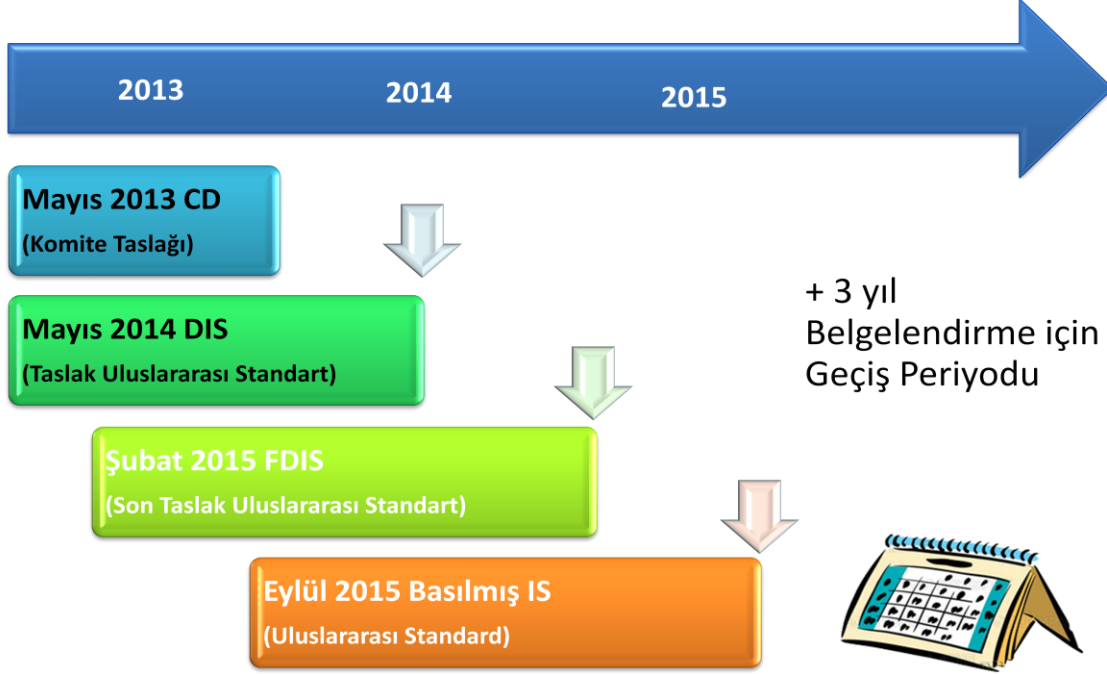 2013
2014
2015
Mayıs 2013 CD
(Komite Taslağı)
Mayıs 2014 DIS
(Taslak Uluslararası Standart)
+ 3 yıl
Belgelendirme için
Geçiş Periyodu
Şubat 2015 FDIS
(Son Taslak Uluslararası Standart)
Eylül 2015 Basılmış IS
(Uluslararası Standard)